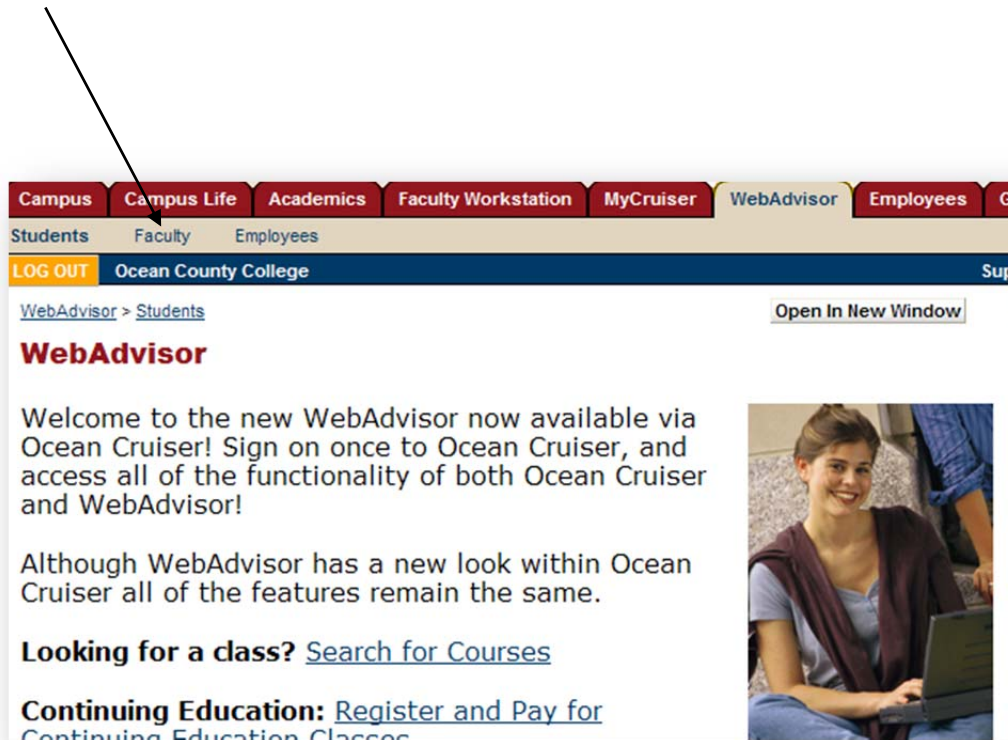 Campus Campus Life Academics Faculty Workstation MyCruiser WebAdvisor Employees G
Students Faculty Employees
LOG OUT Ocean County College Sup
WebAdvisor > Students Open In New Window
WebAdvisor
Welcome to the new WebAdvisor now available via
Ocean Cruiser! Sign on once to Ocean Cruiser, and
access all of the functionality of both Ocean Cruiser
and WebAdvisor!
Although WebAdvisor has a new look within Ocean
Cruiser all of the features remain the same.
Looking for a class? Search for Courses
Continuing Education: Register and Pay for
Continuing Education Classes